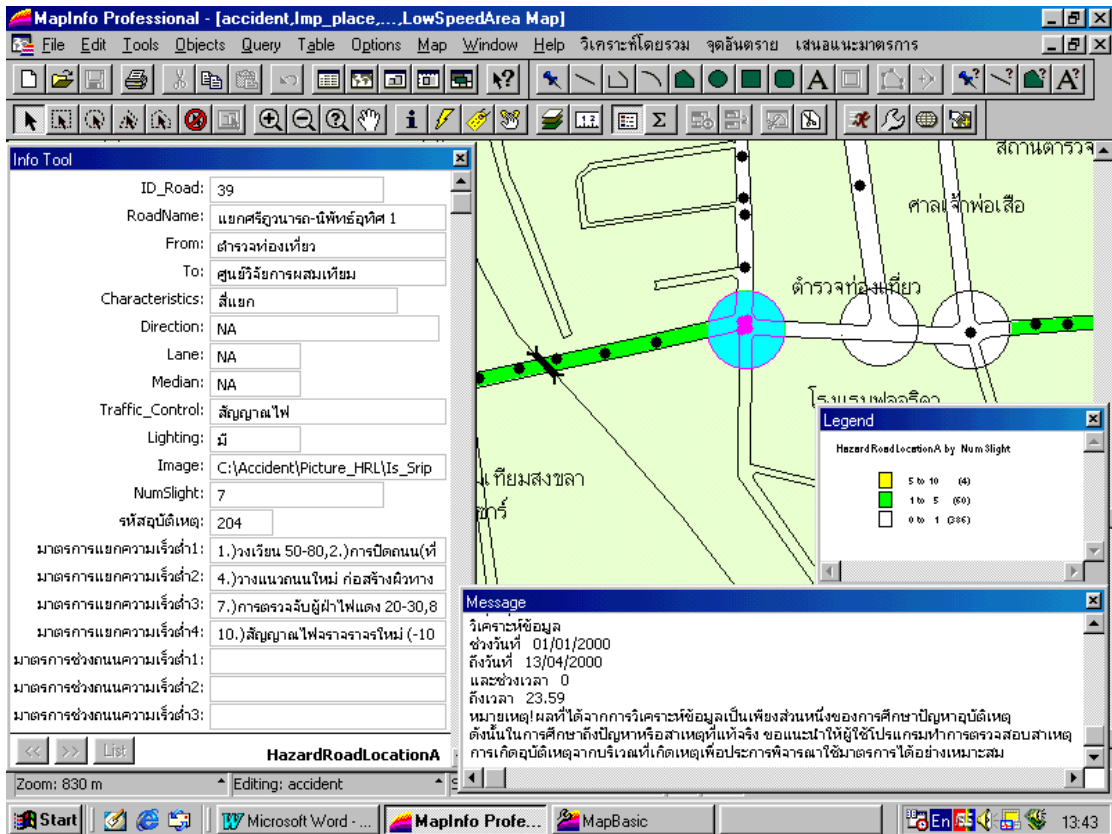 MapInfo Professional - [accident,Imp_place,...,LowSpeedArea Map]
File Edit Tools Objects Query Table Options Map Window Help วิเคราะห์โดยรวม จุดอันตราย เสนอแนะมาตรการ
Info Tool
ID_Road: 39
RoadName: แยกศรีภูวนารถ-นิพัทธ์อุทิศ 1
From: ตำรวจท่องเที่ยว
To: ศูนย์วิจัยการผสมเทียม
Characteristics: สี่แยก
Direction: NA
Lane: NA
Median: NA
Traffic_Control: สัญญาณไฟ
Lighting: มี
Image: C:\Accident\Picture_HRL\Is_Srip
NumSlight: 7
รหัสอุบัติเหตุ: 204
มาตรการแยกความเร็วต่ำ1: 1.)วงเวียน 50-80,2.)การปิดถนน(ที่
มาตรการแยกความเร็วต่ำ2: 4.)วางแนวถนนใหม่ ก่อสร้างผิวทาง
มาตรการแยกความเร็วต่ำ3: 7.)การตรวจจับผู้ฝ่าไฟแดง 20-30,8
มาตรการแยกความเร็วต่ำ4: 10.)สัญญาณไฟจราจรใหม่ (-10
มาตรการช่วงถนนความเร็วต่ำ1:
มาตรการช่วงถนนความเร็วต่ำ2:
มาตรการช่วงถนนความเร็วต่ำ3:
<< >> List HazardRoadLocationA
สถานตำรวจ
ศาลเจ้าพ่อเสือ
ตำรวจท่องเที่ยว
โรงแรมฟลอริดา
เทียมสงขลา
ซาร์
Legend
HazardRoadLocationA by NumSlight
5 to 10 (4)
1 to 5 (60)
0 to 1 (386)
Message
วิเคราะห์ข้อมูล
ช่วงวันที่ 01/01/2000
ถึงวันที่ 13/04/2000
และช่วงเวลา 0
ถึงเวลา 23.59
หมายเหตุ! ผลที่ได้จากการวิเคราะห์ข้อมูลเป็นเพียงส่วนหนึ่งของการศึกษาปัญหาอุบัติเหตุ
ดังนั้นในการศึกษาถึงปัญหาหรือสาเหตุที่แท้จริง ขอแนะนำให้ผู้ใช้โปรแกรมทำการตรวจสอบสาเหตุ
การเกิดอุบัติเหตุจากบริเวณที่เกิดเหตุเพื่อประการพิจารณาใช้มาตรการได้อย่างเหมาะสม
Zoom: 830 m Editing: accident
Start Microsoft Word - ... MapInfo Profe... MapBasic En 13:43